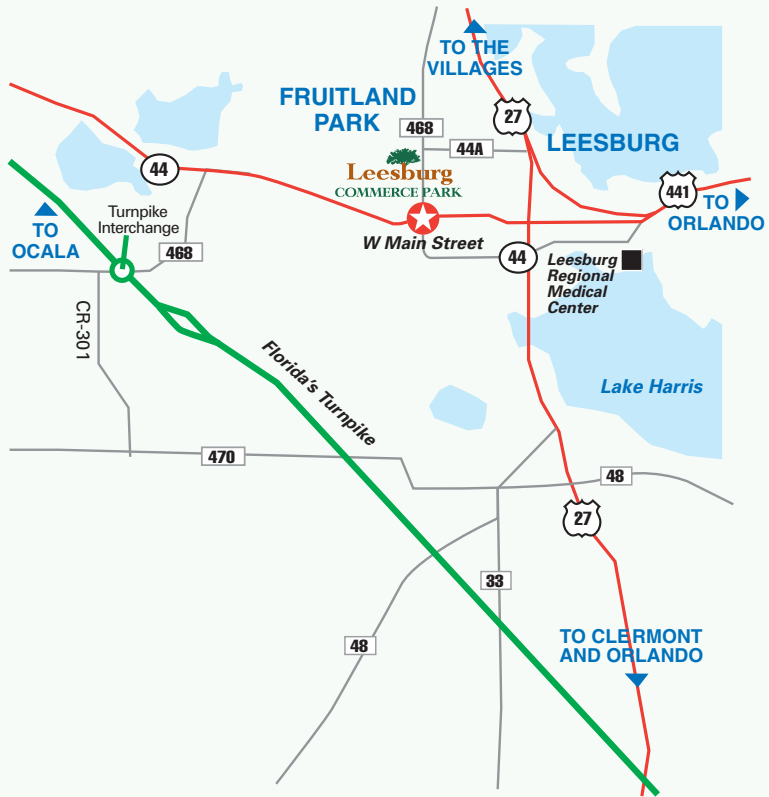 TO THE
VILLAGES
FRUITLAND
PARK
27
468
44A
LEESBURG
Leesburg
COMMERCE PARK
44
441
TO
ORLANDO
Turnpike
Interchange
TO
OCALA
468
W Main Street
44
Leesburg
Regional
Medical
Center
CR-301
Florida's Turnpike
Lake Harris
470
48
27
33
48
TO CLERMONT
AND ORLANDO